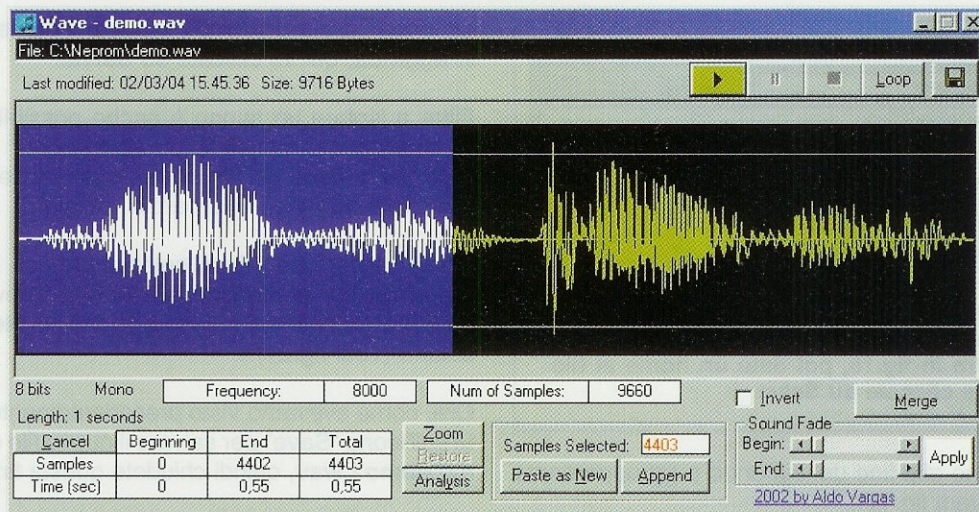 Wave - demo.wav
File: C:\Neprom\demo.wav
Last modified: 02/03/04 15.45.36 Size: 9716 Bytes
Loop
8 bits Mono Frequency: 8000 Num of Samples: 9660
Invert Merge
Length: 1 seconds
Cancel Beginning End Total
Samples 0 4402 4403
Time (sec) 0 0,55 0,55
Zoom
Restore
Analysis
Samples Selected: 4403
Paste as New Append
Sound Fade
Begin:
End:
Apply
2002 by Aldo Vargas